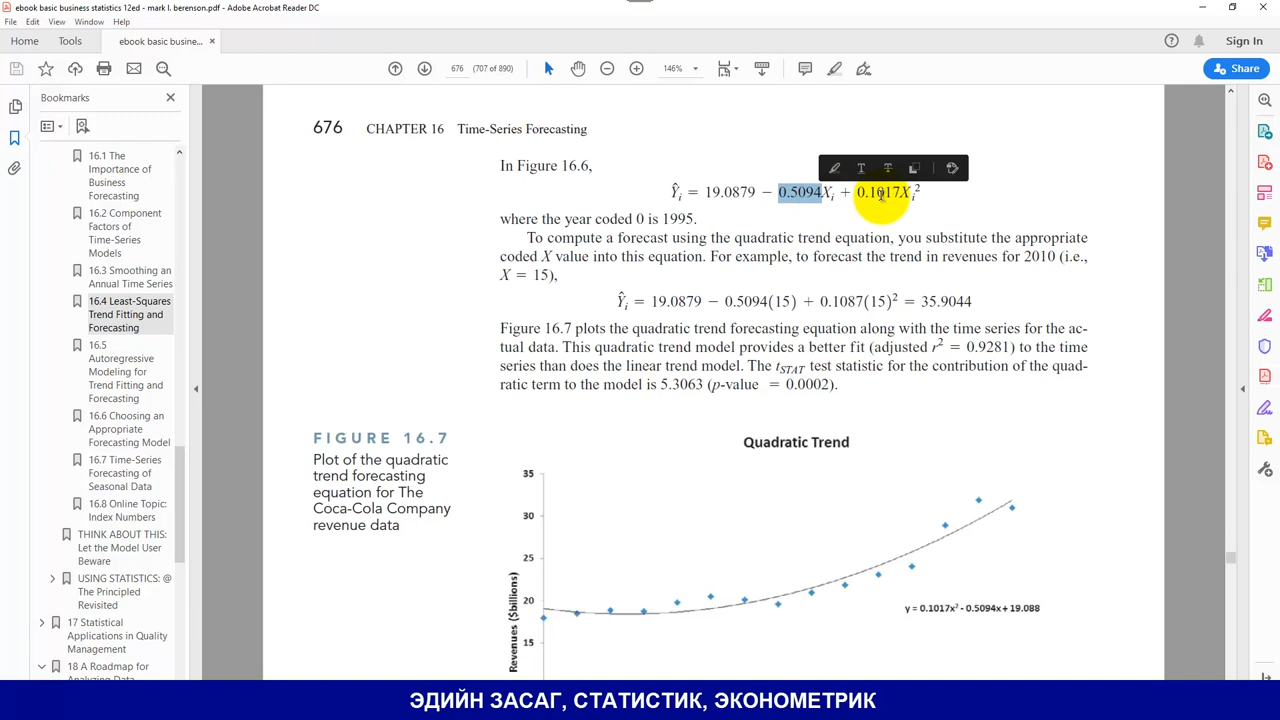 ebook basic business statistics 12ed - mark l. berenson.pdf - Adobe Acrobat Reader DC
File Edit View Window Help
Home Tools ebook basic busine... × Sign In
676 (707 of 890) 146% Share
Bookmarks
16.1 The
Importance of
Business
Forecasting
16.2 Component
Factors of
Time-Series
Models
16.3 Smoothing an
Annual Time Series
16.4 Least-Squares
Trend Fitting and
Forecasting
16.5
Autoregressive
Modeling for
Trend Fitting and
Forecasting
16.6 Choosing an
Appropriate
Forecasting Model
16.7 Time-Series
Forecasting of
Seasonal Data
16.8 Online Topic:
Index Numbers
THINK ABOUT THIS:
Let the Model User
Beware
USING STATISTICS: @
The Principled
Revisited
17 Statistical
Applications in Quality
Management
18 A Roadmap for
Analyzing Data
676 CHAPTER 16 Time-Series Forecasting
In Figure 16.6,
Ŷi = 19.0879 − 0.5094Xi + 0.1017Xi²
where the year coded 0 is 1995.
To compute a forecast using the quadratic trend equation, you substitute the appropriate
coded X value into this equation. For example, to forecast the trend in revenues for 2010 (i.e.,
X = 15),
Ŷi = 19.0879 − 0.5094(15) + 0.1087(15)² = 35.9044
Figure 16.7 plots the quadratic trend forecasting equation along with the time series for the ac-
tual data. This quadratic trend model provides a better fit (adjusted r² = 0.9281) to the time
series than does the linear trend model. The tSTAT test statistic for the contribution of the quad-
ratic term to the model is 5.3063 (p-value = 0.0002).
FIGURE 16.7
Plot of the quadratic
trend forecasting
equation for The
Coca-Cola Company
revenue data
Quadratic Trend
35
30
25
20
15
Revenues ($billions)
y = 0.1017x² - 0.5094x + 19.088
ЭДИЙН ЗАСАГ, СТАТИСТИК, ЭКОНОМЕТРИК